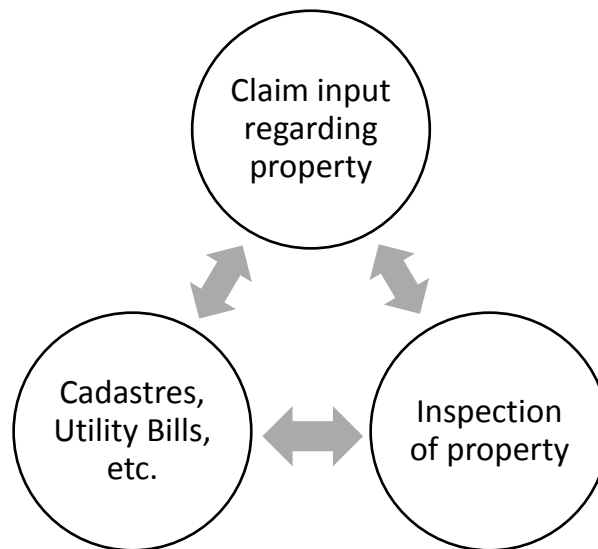 Claim input
regarding
property
Cadastres,
Utility Bills,
etc.
Inspection
of property